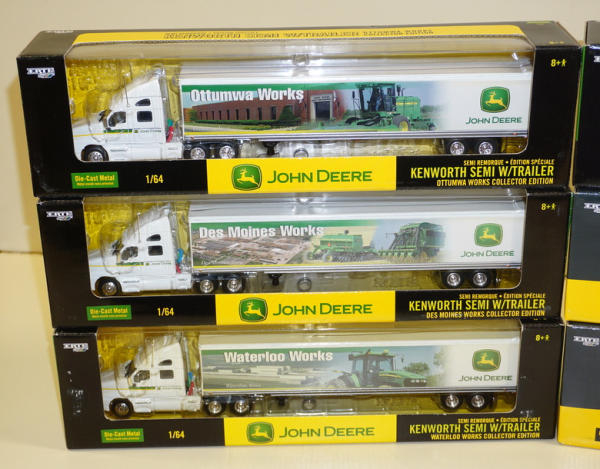 KENWORTH SEMI W/TRAILER
ERTL
8+
Ottumwa Works
JOHN DEERE
Die-Cast Metal
1/64
JOHN DEERE
SEMI REMORQUE • ÉDITION SPÉCIALE
KENWORTH SEMI W/TRAILER
OTTUMWA WORKS COLLECTOR EDITION
ERTL
8+
Des Moines Works
JOHN DEERE
Die-Cast Metal
1/64
JOHN DEERE
SEMI REMORQUE • ÉDITION SPÉCIALE
KENWORTH SEMI W/TRAILER
DES MOINES WORKS COLLECTOR EDITION
ERTL
8+
Waterloo Works
JOHN DEERE
Die-Cast Metal
1/64
JOHN DEERE
SEMI REMORQUE • ÉDITION SPÉCIALE
KENWORTH SEMI W/TRAILER
WATERLOO WORKS COLLECTOR EDITION